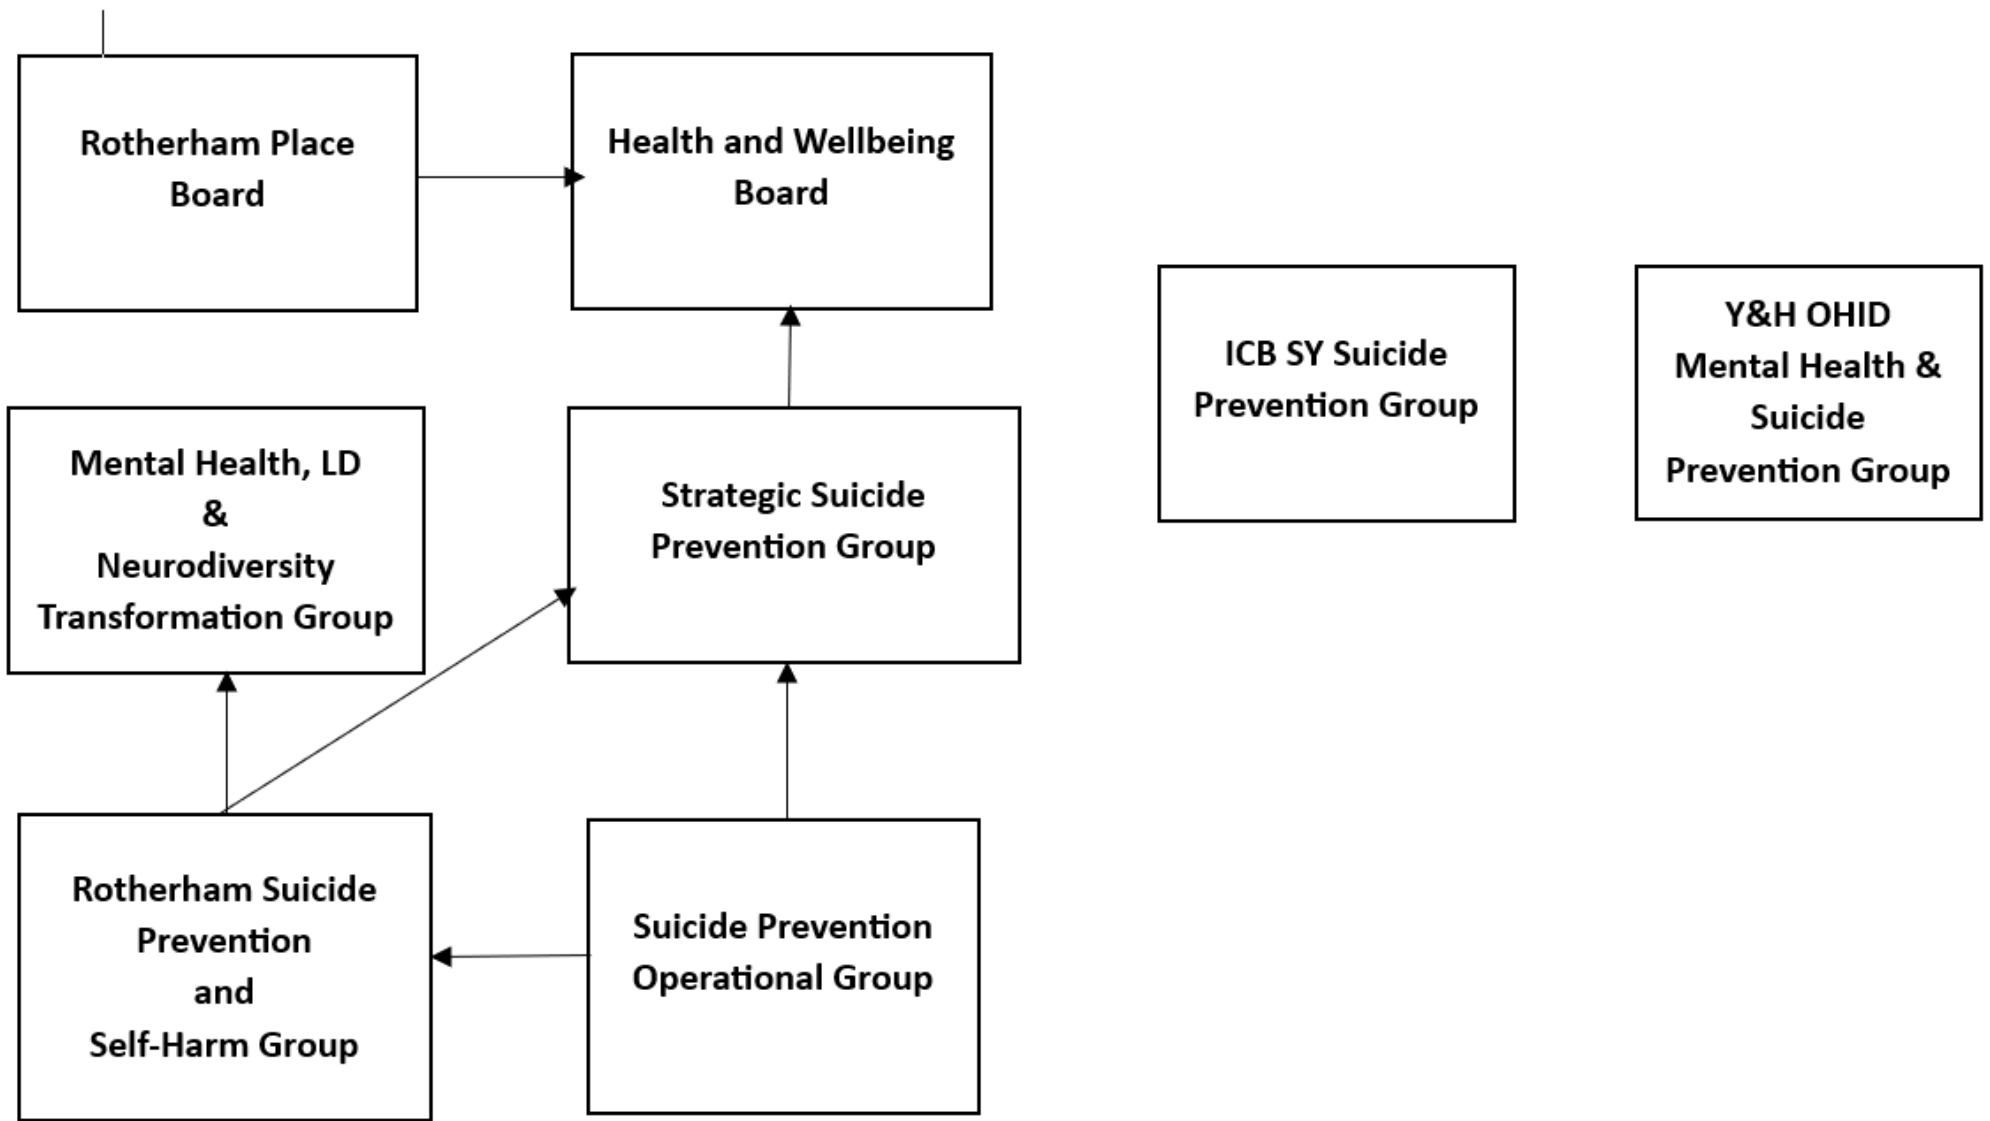 Rotherham Place
Board
Health and Wellbeing
Board
ICB SY Suicide
Prevention Group
Y&H OHID
Mental Health &
Suicide
Prevention Group
Mental Health, LD
&
Neurodiversity
Transformation Group
Strategic Suicide
Prevention Group
Rotherham Suicide
Prevention
and
Self-Harm Group
Suicide Prevention
Operational Group